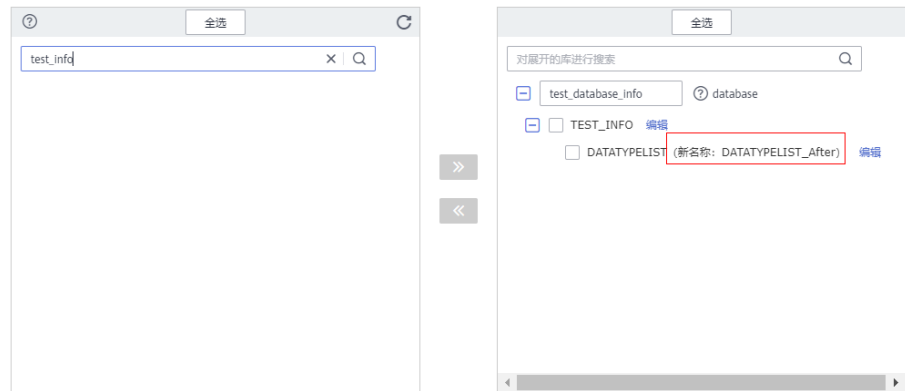 全选
test_info
全选
对展开的库进行搜索
test_database_info database
TEST_INFO 编辑
DATATYPELIST (新名称: DATATYPELIST_After) 编辑